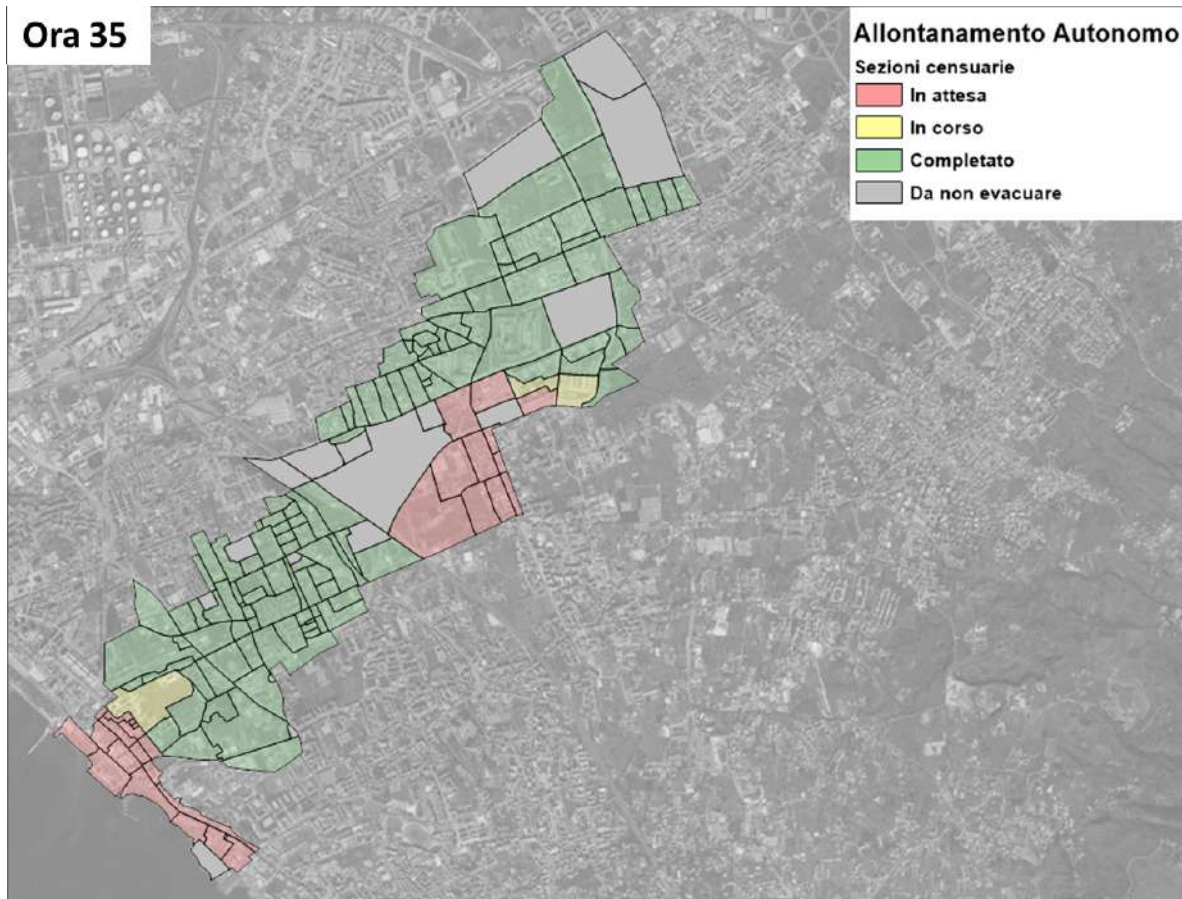 Ora 35
Allontanamento Autonomo
Sezioni censuarie
In attesa
In corso
Completato
Da non evacuare